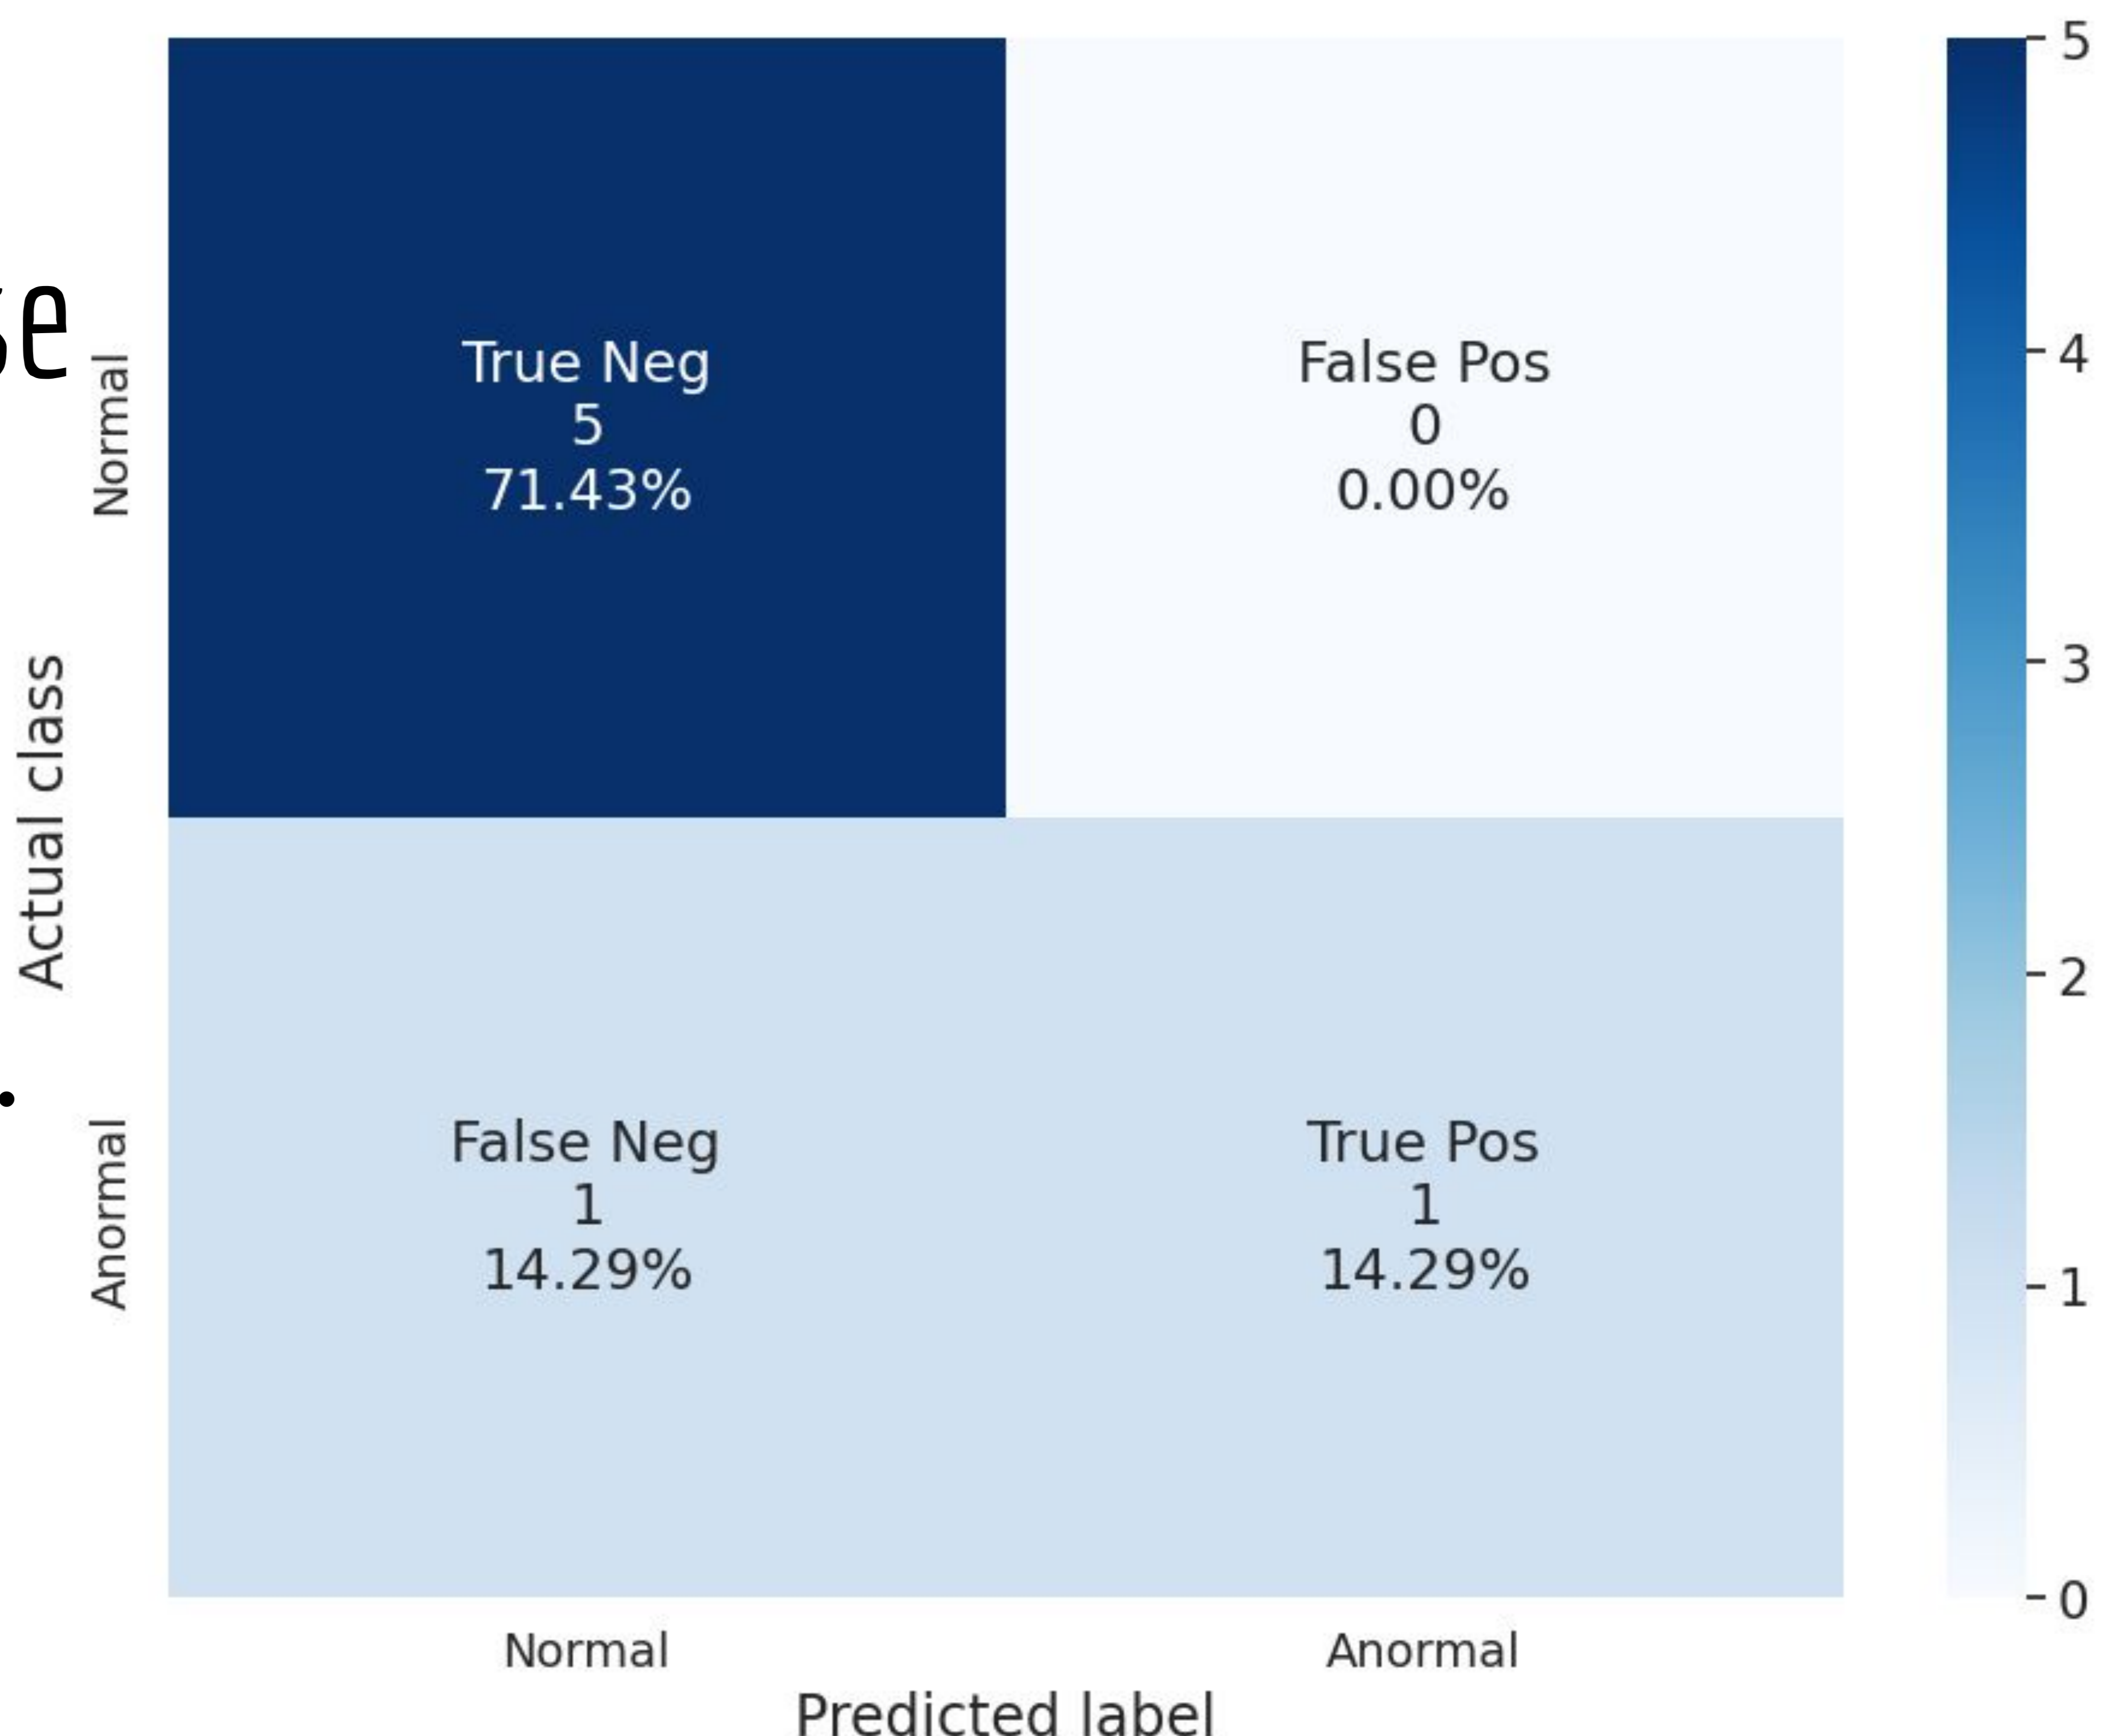 True Neg
5
71.43%
False Pos
0
0.00%
False Neg
1
14.29%
True Pos
1
14.29%
Normal
Anormal
Actual class
Normal
Anormal
Predicted label
5
4
3
2
1
0